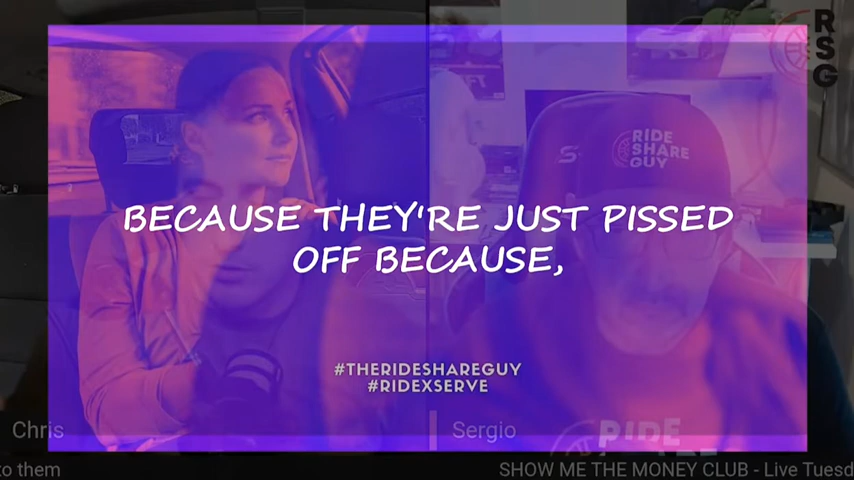 RSG
RIDE
SHARE
GUY
BECAUSE THEY'RE JUST PISSED
OFF BECAUSE,
#THERIDESHAREGUY
#RIDEXSERVE
Chris
Sergio
RIDE
to them
SHOW ME THE MONEY CLUB - Live Tuesd